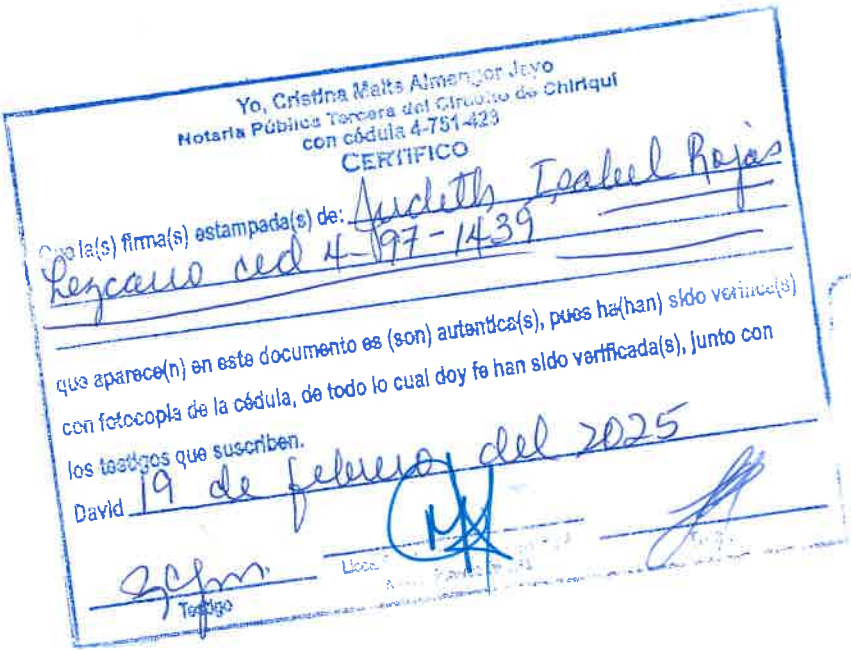 Yo, Cristina Maite Almengor Jayo
Notaria Pública Tercera del Circuito de Chiriquí
con cédula 4-751-423
CERTIFICO
Que la(s) firma(s) estampada(s) de: Judeth Isabel Rojas
Lezcano ced 4-197-1439
que aparece(n) en este documento es (son) autentica(s), pues ha(han) sido verificada(s)
con fotocopia de la cédula, de todo lo cual doy fe han sido verificada(s), junto con
los testigos que suscriben.
David 19 de febrero del 2025
Testigo